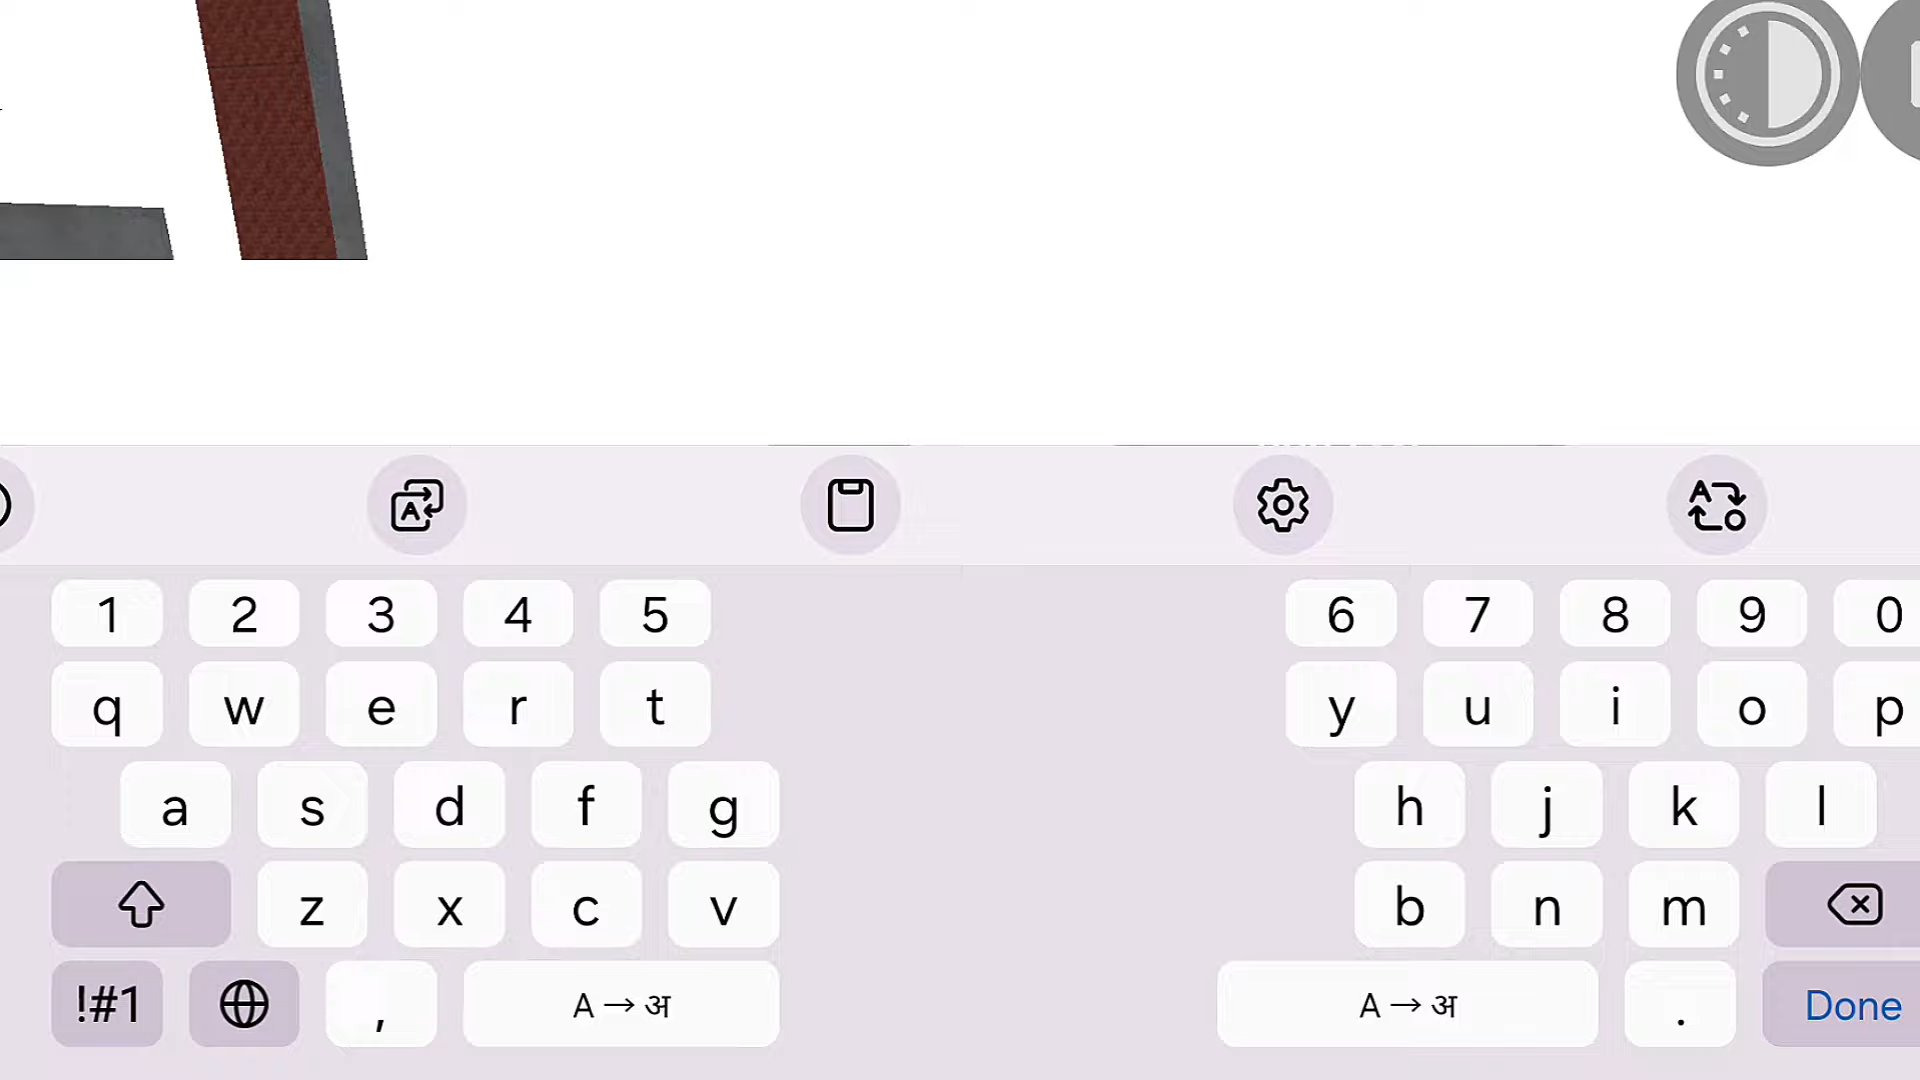 1 2 3 4 5 6 7 8 9 0
q w e r t y u i o p
a s d f g h j k l
z x c v b n m
!#1 , A → अ A → अ . Done